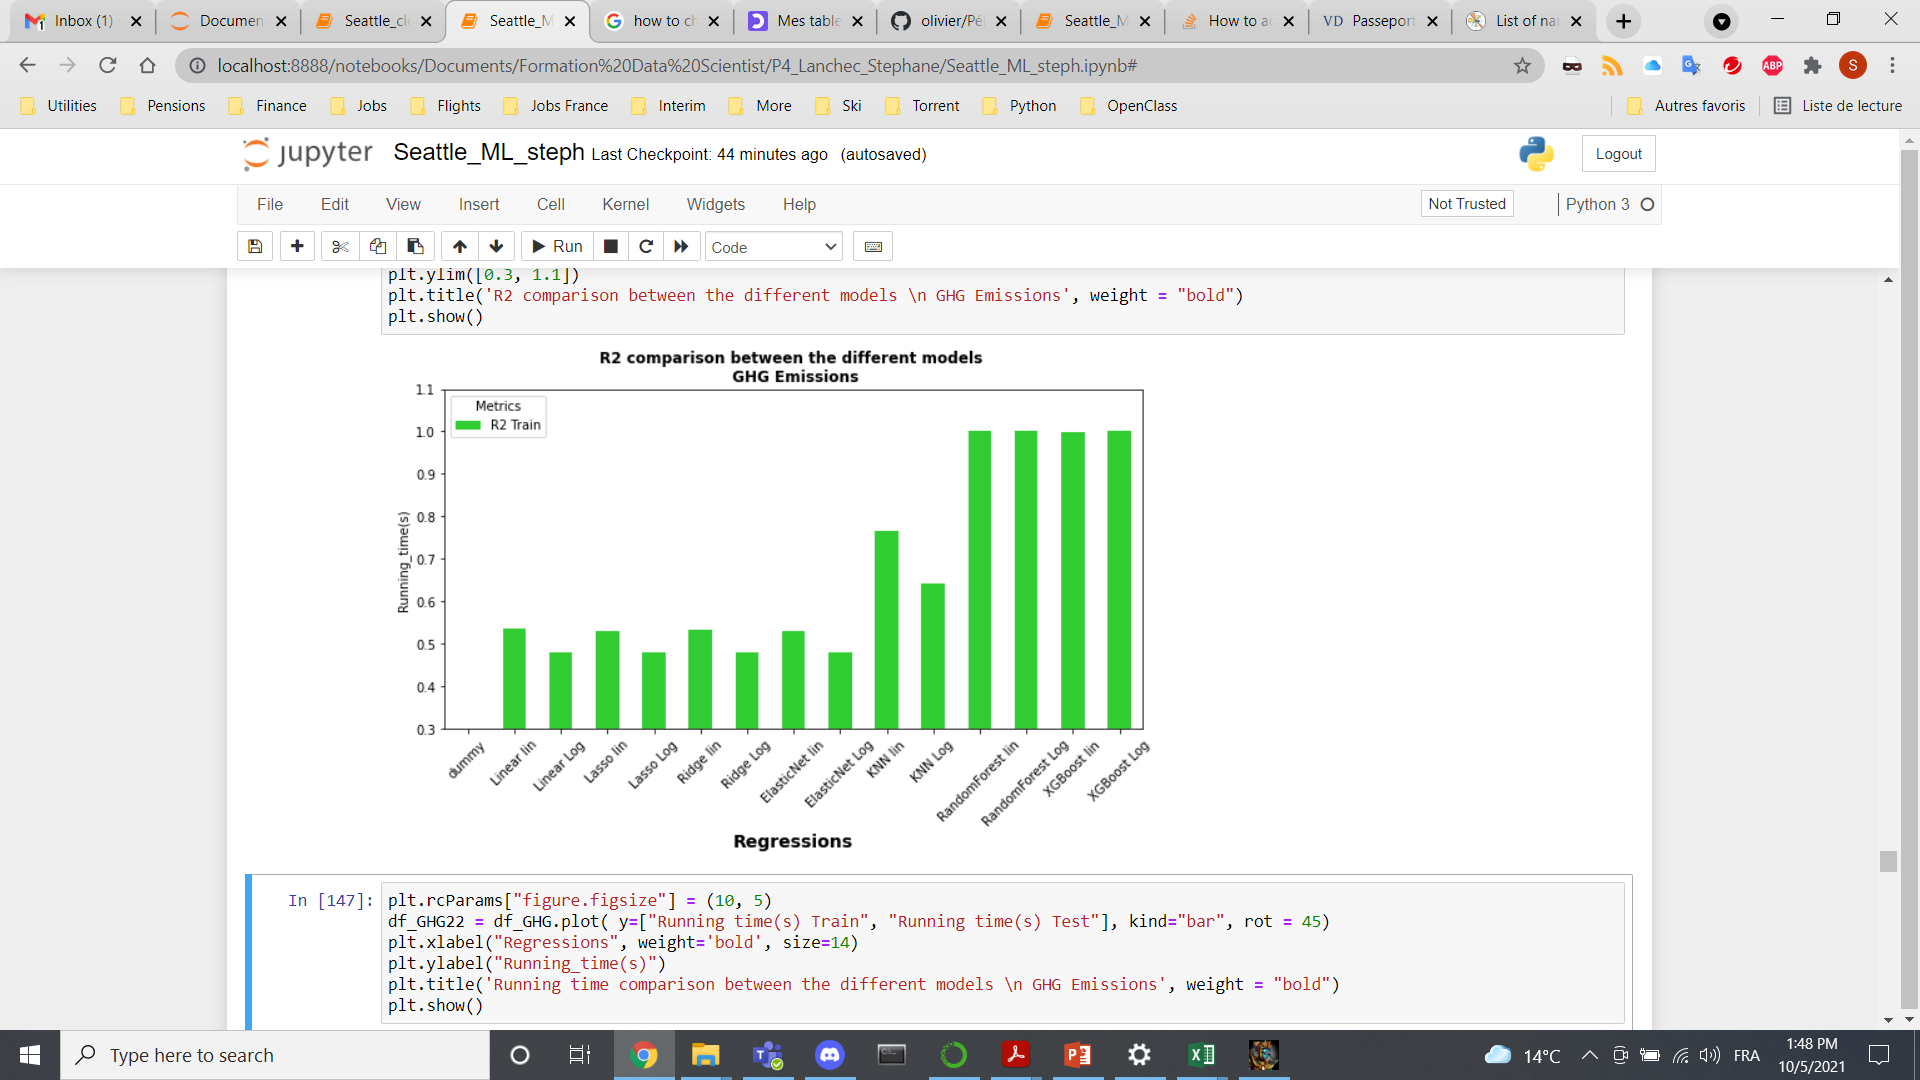 Inbox (1)
Documen
Seattle_cl
Seattle_M
how to ch
Mes table
olivier/Pé
Seattle_M
How to a
VD Passeport
List of na
localhost:8888/notebooks/Documents/Formation%20Data%20Scientist/P4_Lanchec_Stephane/Seattle_ML_steph.ipynb#
ABP
S
Utilities
Pensions
Finance
Jobs
Flights
Jobs France
Interim
More
Ski
Torrent
Python
OpenClass
Autres favoris
Liste de lecture
jupyter
Seattle_ML_steph Last Checkpoint: 44 minutes ago (autosaved)
Logout
File
Edit
View
Insert
Cell
Kernel
Widgets
Help
Not Trusted
Python 3
Run
Code
plt.ylim([0.3, 1.1])
plt.title('R2 comparison between the different models \n GHG Emissions', weight = "bold")
plt.show()
R2 comparison between the different models
GHG Emissions
Metrics
R2 Train
1.1
1.0
0.9
0.8
0.7
0.6
0.5
0.4
0.3
Running_time(s)
dummy
Linear lin
Linear Log
Lasso lin
Lasso Log
Ridge lin
Ridge Log
ElasticNet lin
ElasticNet Log
KNN lin
KNN Log
RandomForest lin
RandomForest Log
XGBoost lin
XGBoost Log
Regressions
In [147]:
plt.rcParams["figure.figsize"] = (10, 5)
df_GHG22 = df_GHG.plot( y=["Running time(s) Train", "Running time(s) Test"], kind="bar", rot = 45)
plt.xlabel("Regressions", weight='bold', size=14)
plt.ylabel("Running_time(s)")
plt.title('Running time comparison between the different models \n GHG Emissions', weight = "bold")
plt.show()
Type here to search
14°C
FRA
1:48 PM
10/5/2021